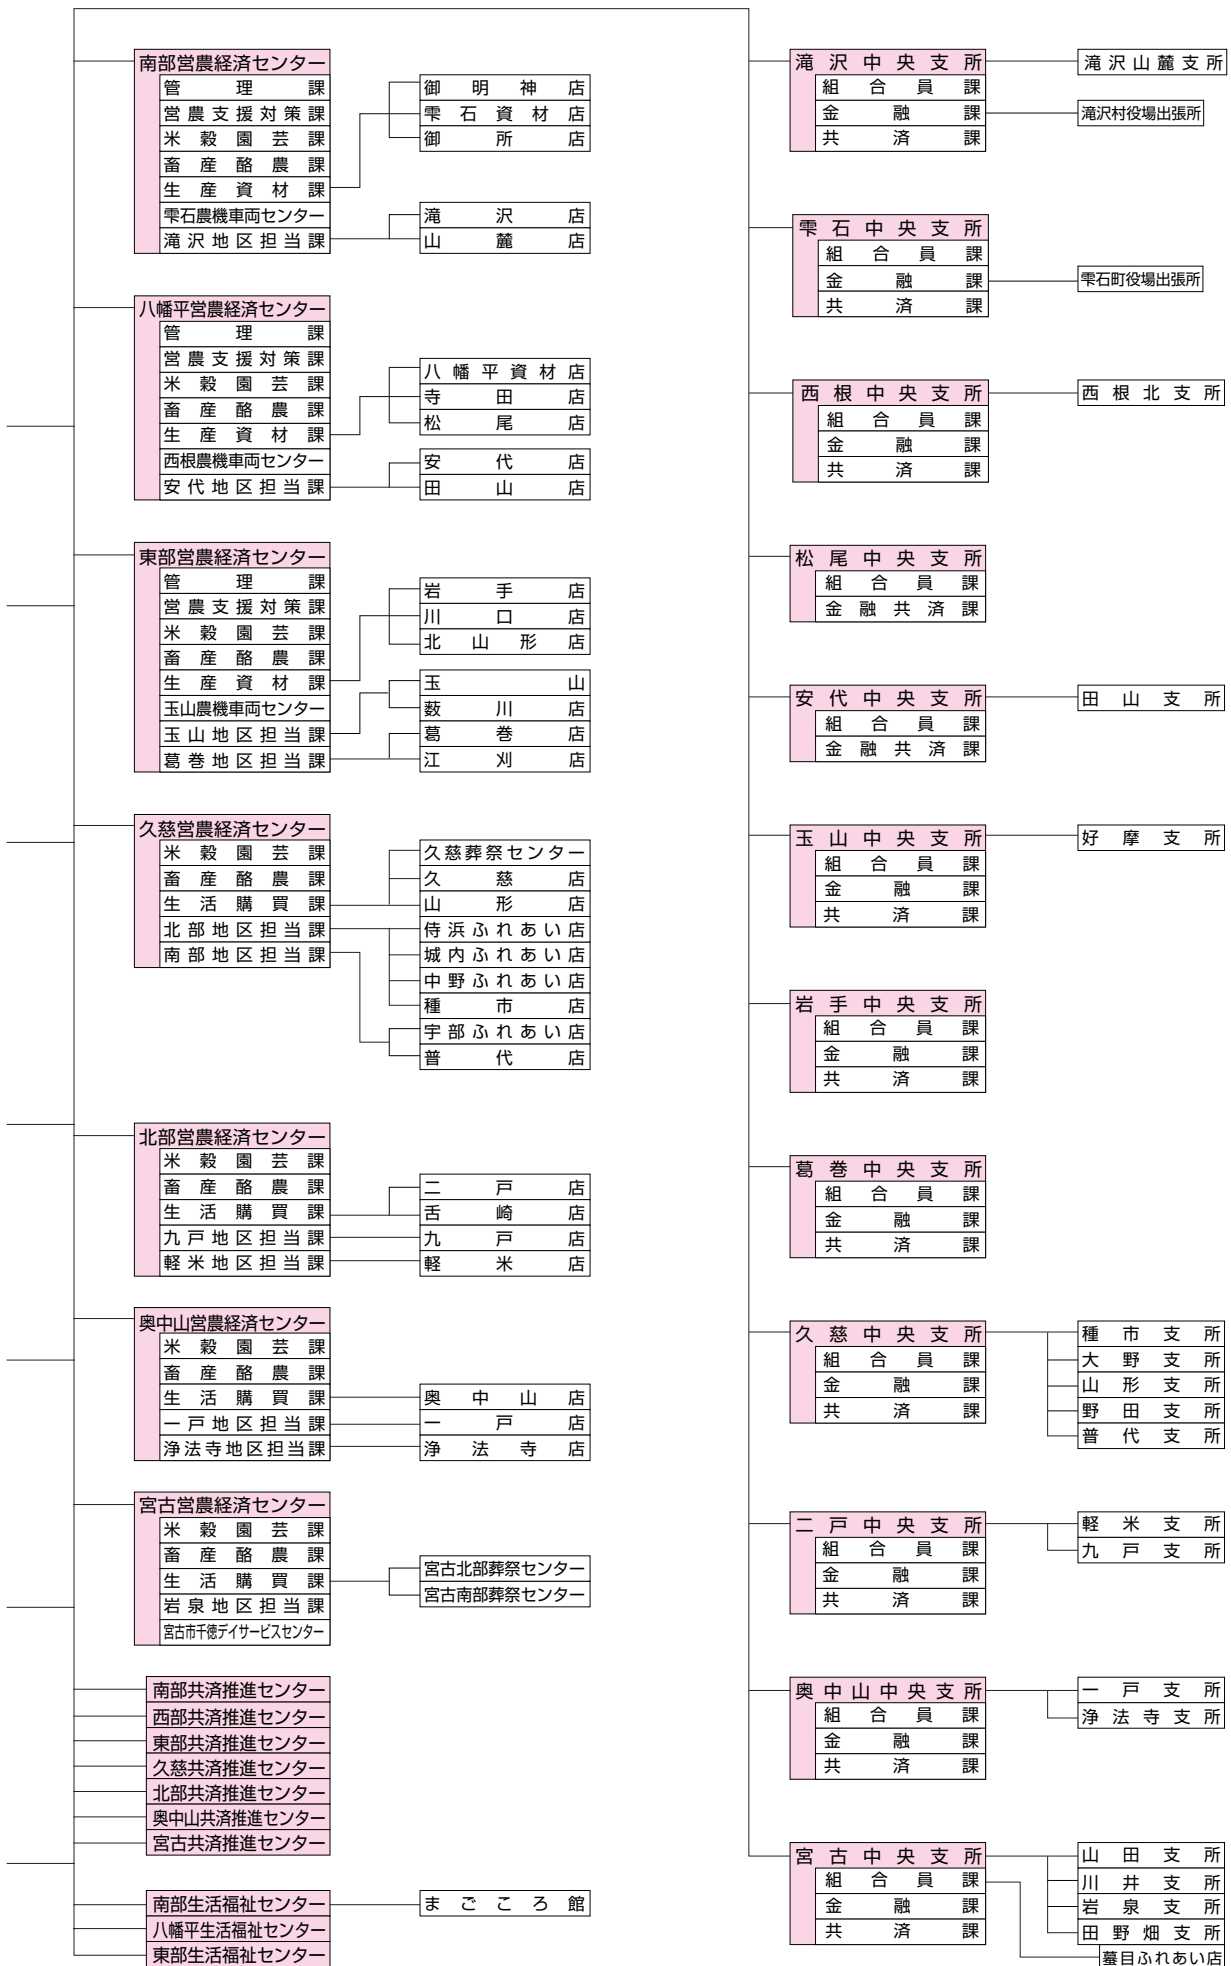 南部営農経済センター
管理課
営農支援対策課
米穀園芸課
畜産酪農課
生産資材課
雫石農機車両センター
滝沢地区担当課
御明神店
雫石資材店
御所店
滝沢店
山麓店
八幡平営農経済センター
管理課
営農支援対策課
米穀園芸課
畜産酪農課
生産資材課
西根農機車両センター
安代地区担当課
八幡平資材店
寺田店
松尾店
安代店
田山店
東部営農経済センター
管理課
営農支援対策課
米穀園芸課
畜産酪農課
生産資材課
玉山農機車両センター
玉山地区担当課
葛巻地区担当課
岩手店
川口店
北山形店
玉山
薮川店
葛巻店
江刈店
久慈営農経済センター
米穀園芸課
畜産酪農課
生活購買課
北部地区担当課
南部地区担当課
久慈葬祭センター
久慈店
山形店
侍浜ふれあい店
城内ふれあい店
中野ふれあい店
種市店
宇部ふれあい店
普代店
北部営農経済センター
米穀園芸課
畜産酪農課
生活購買課
九戸地区担当課
軽米地区担当課
二戸店
舌崎店
九戸店
軽米店
奥中山営農経済センター
米穀園芸課
畜産酪農課
生活購買課
一戸地区担当課
浄法寺地区担当課
奥中山店
一戸店
浄法寺店
宮古営農経済センター
米穀園芸課
畜産酪農課
生活購買課
岩泉地区担当課
宮古市千徳デイサービスセンター
宮古北部葬祭センター
宮古南部葬祭センター
南部共済推進センター
西部共済推進センター
東部共済推進センター
久慈共済推進センター
北部共済推進センター
奥中山共済推進センター
宮古共済推進センター
南部生活福祉センター
八幡平生活福祉センター
東部生活福祉センター
まごころ館
滝沢中央支所
組合員課
金融課
共済課
滝沢山麓支所
滝沢村役場出張所
雫石中央支所
組合員課
金融課
共済課
雫石町役場出張所
西根中央支所
組合員課
金融課
共済課
西根北支所
松尾中央支所
組合員課
金融共済課
安代中央支所
組合員課
金融共済課
田山支所
玉山中央支所
組合員課
金融課
共済課
好摩支所
岩手中央支所
組合員課
金融課
共済課
葛巻中央支所
組合員課
金融課
共済課
久慈中央支所
組合員課
金融課
共済課
種市支所
大野支所
山形支所
野田支所
普代支所
二戸中央支所
組合員課
金融課
共済課
軽米支所
九戸支所
奥中山中央支所
組合員課
金融課
共済課
一戸支所
浄法寺支所
宮古中央支所
組合員課
金融課
共済課
山田支所
川井支所
岩泉支所
田野畑支所
蟇目ふれあい店